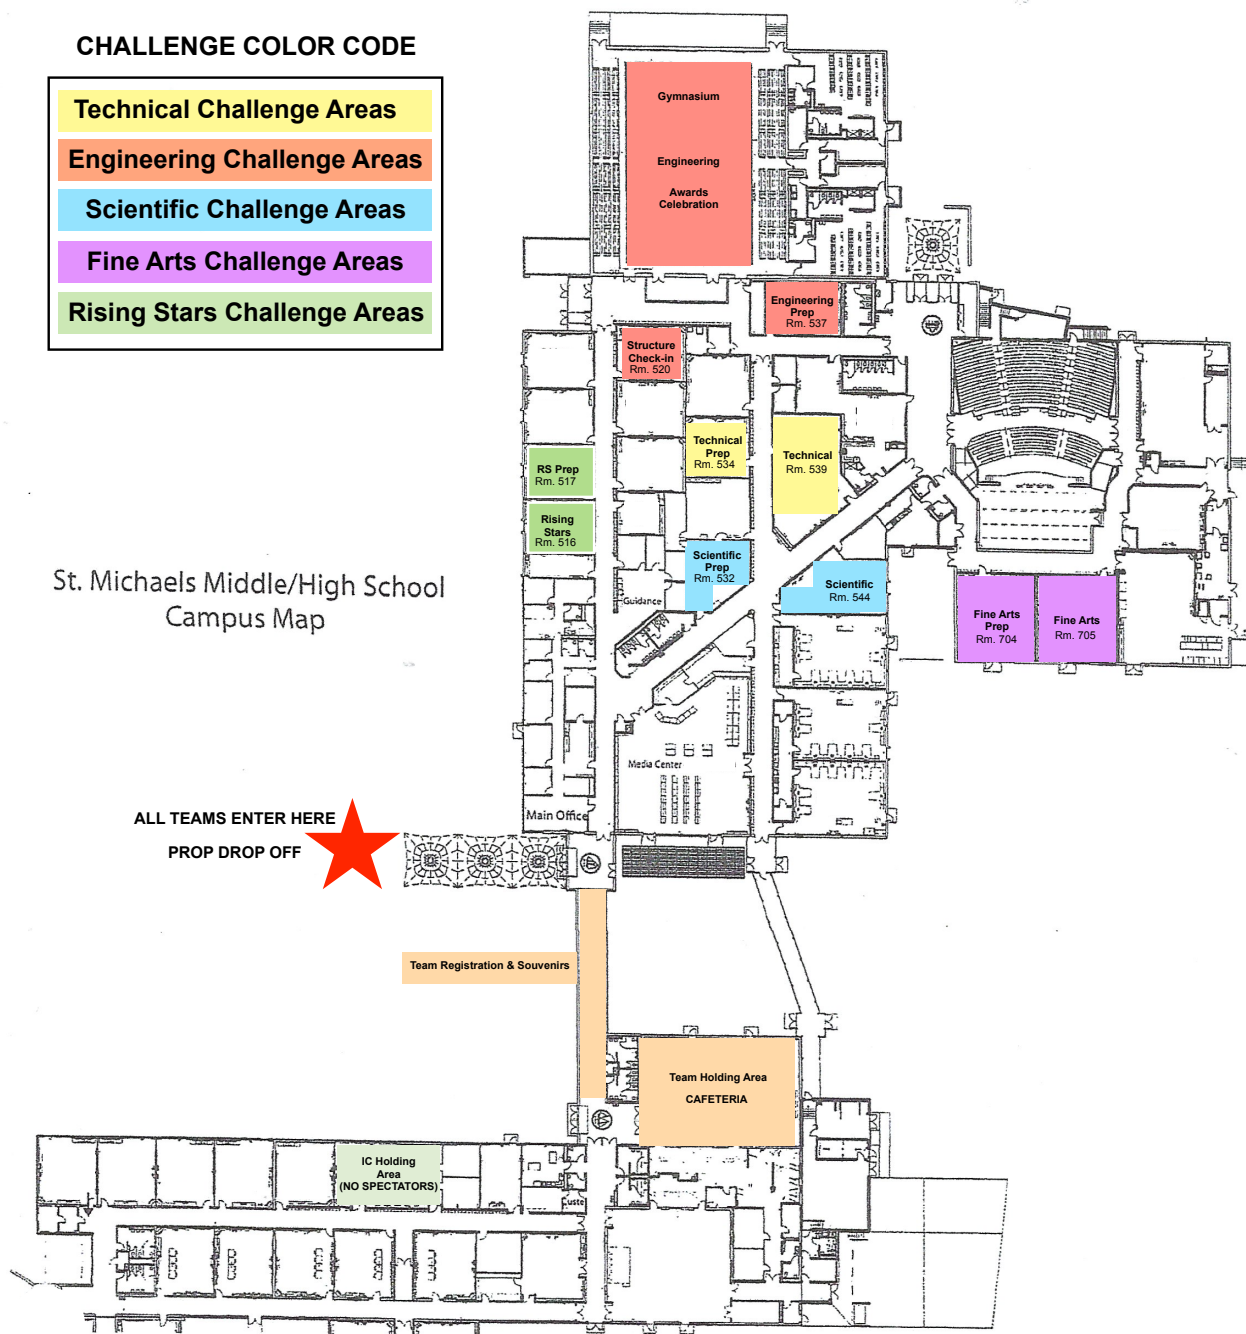 CHALLENGE COLOR CODE
Technical Challenge Areas
Engineering Challenge Areas
Scientific Challenge Areas
Fine Arts Challenge Areas
Rising Stars Challenge Areas
Gymnasium
Engineering
Awards
Celebration
Engineering
Prep
Rm. 537
Structure
Check-in
Rm. 520
Technical
Prep
Rm. 534
Technical
Rm. 539
RS Prep
Rm. 517
Rising
Stars
Rm. 516
Scientific
Prep
Rm. 532
Scientific
Rm. 544
Guidance
Fine Arts
Prep
Rm. 704
Fine Arts
Rm. 705
St. Michaels Middle/High School
Campus Map
Media Center
Main Office
ALL TEAMS ENTER HERE
PROP DROP OFF
Team Registration & Souvenirs
Team Holding Area
CAFETERIA
IC Holding
Area
(NO SPECTATORS)
Custo